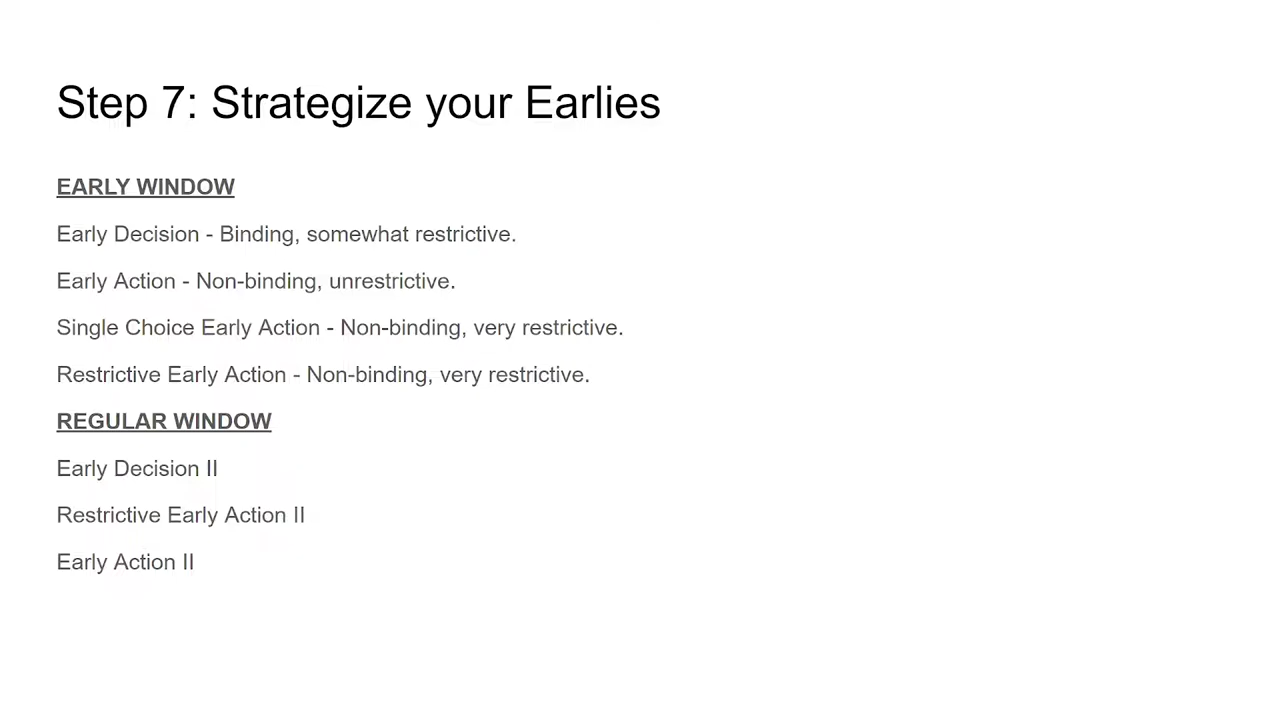 Step 7: Strategize your Earlies
EARLY WINDOW
Early Decision - Binding, somewhat restrictive.
Early Action - Non-binding, unrestrictive.
Single Choice Early Action - Non-binding, very restrictive.
Restrictive Early Action - Non-binding, very restrictive.
REGULAR WINDOW
Early Decision II
Restrictive Early Action II
Early Action II